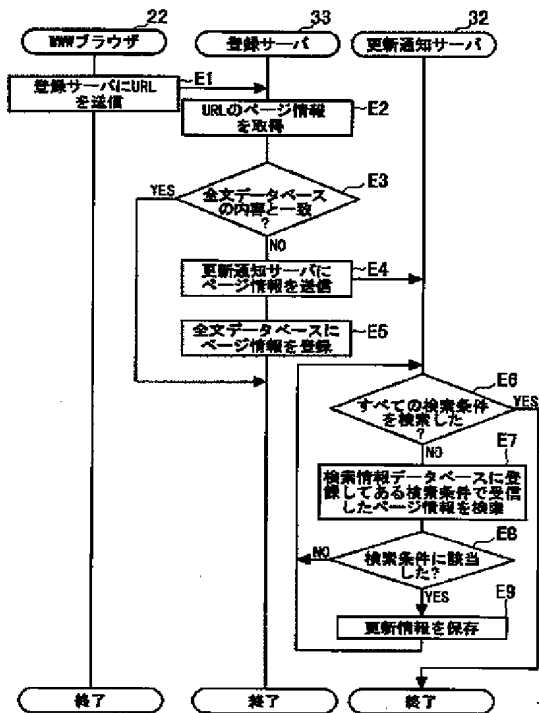 22
WWWブラウザ
33
登録サーバ
32
更新通知サーバ
E1
登録サーバにURL
を送信
E2
URLのページ情報
を取得
E3
YES
全文データベース
の内容と一致
?
NO
E4
更新通知サーバに
ページ情報を送信
E5
全文データベースに
ページ情報を登録
E6
すべての検索条件
を検索した
?
YES
NO
E7
検索情報データベースに登
録してある検索条件で受信
したページ情報を検索
E8
NO
検索条件に該当
した?
YES
E9
更新情報を保存
終了
終了
終了